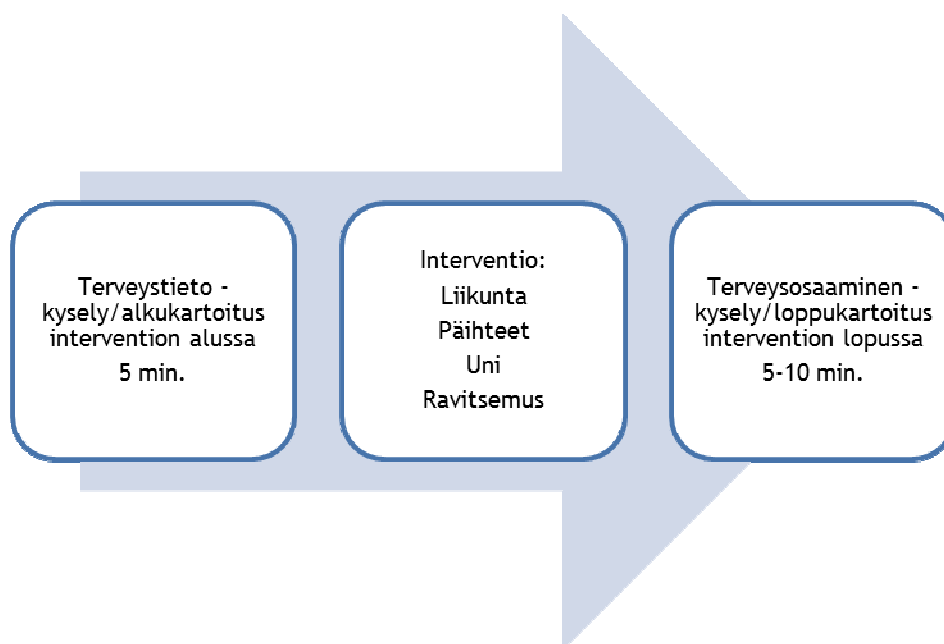 Terveystieto -
kysely/alkukartoitus
intervention alussa
5 min.
Interventio:
Liikunta
Päihteet
Uni
Ravitsemus
Terveysosaaminen -
kysely/loppukartoitus
intervention lopussa
5-10 min.